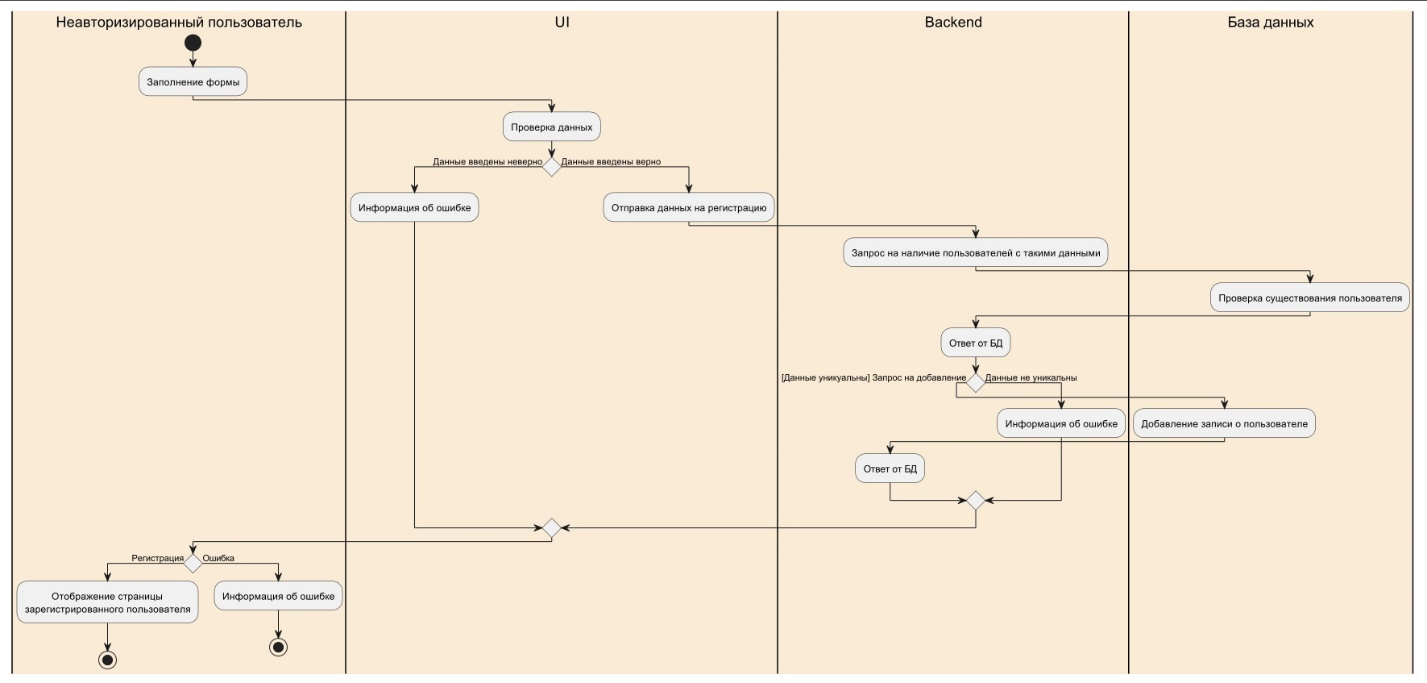 Неавторизированный пользователь
UI
Backend
База данных
Заполнение формы
Проверка данных
Данные введены неверно
Данные введены верно
Информация об ошибке
Отправка данных на регистрацию
Запрос на наличие пользователей с такими данными
Проверка существования пользователя
Ответ от БД
[Данные уникуальны] Запрос на добавление
Данные не уникальны
Информация об ошибке
Добавление записи о пользователе
Ответ от БД
Регистрация
Ошибка
Отображение страницы
зарегистрированного пользователя
Информация об ошибке